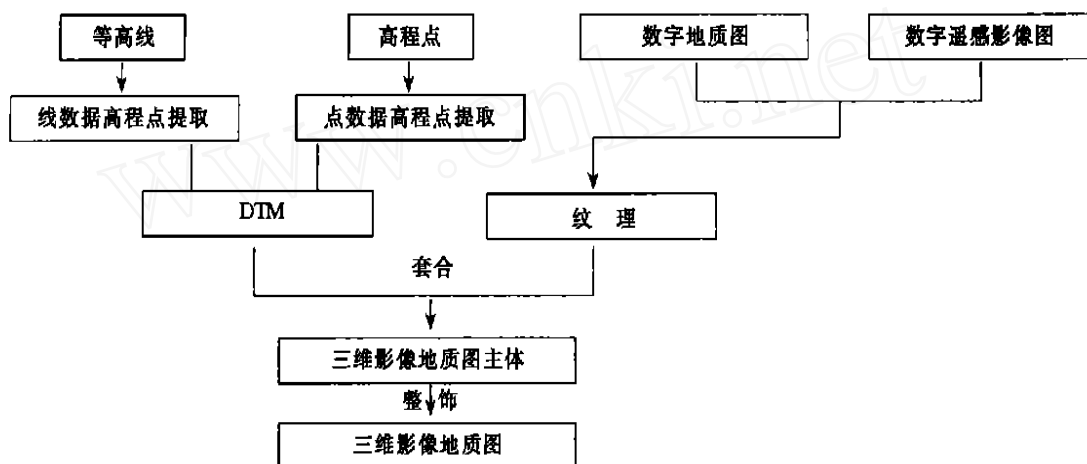 等高线
高程点
数字地质图
数字遥感影像图
线数据高程点提取
点数据高程点提取
www.cnki.net
DTM
纹 理
套合
三维影像地质图主体
整 饰
三维影像地质图